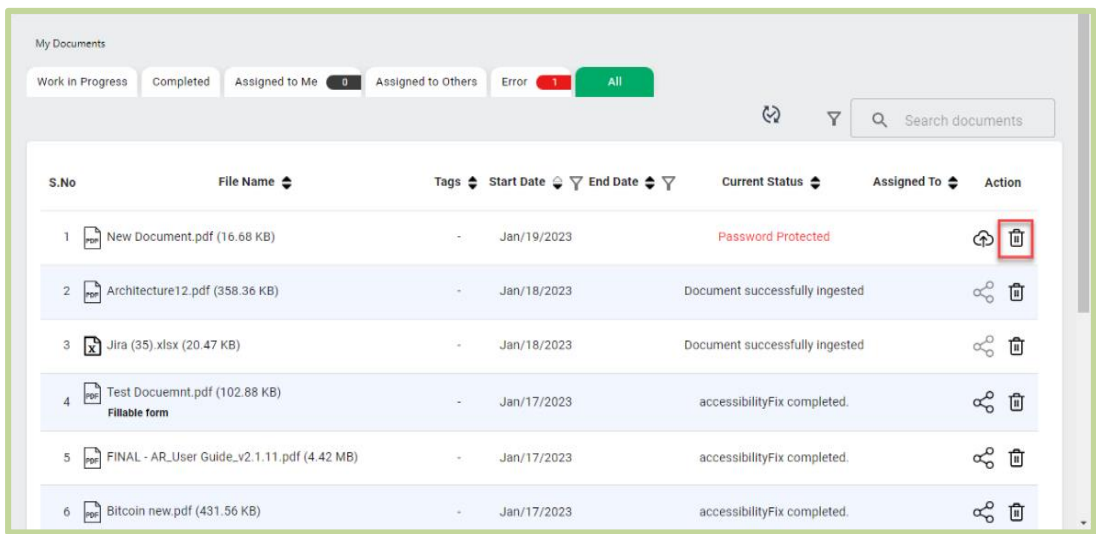 My Documents
Work in Progress Completed Assigned to Me 0 Assigned to Others Error 1 All
Search documents
S.No File Name Tags Start Date End Date Current Status Assigned To Action
1 PDF New Document.pdf (16.68 KB) - Jan/19/2023 Password Protected
2 PDF Architecture12.pdf (358.36 KB) - Jan/18/2023 Document successfully ingested
3 X Jira (35).xlsx (20.47 KB) - Jan/18/2023 Document successfully ingested
4 PDF Test Docuemnt.pdf (102.88 KB) - Jan/17/2023 accessibilityFix completed.
Fillable form
5 PDF FINAL - AR_User Guide_v2.1.11.pdf (4.42 MB) - Jan/17/2023 accessibilityFix completed.
6 PDF Bitcoin new.pdf (431.56 KB) - Jan/17/2023 accessibilityFix completed.